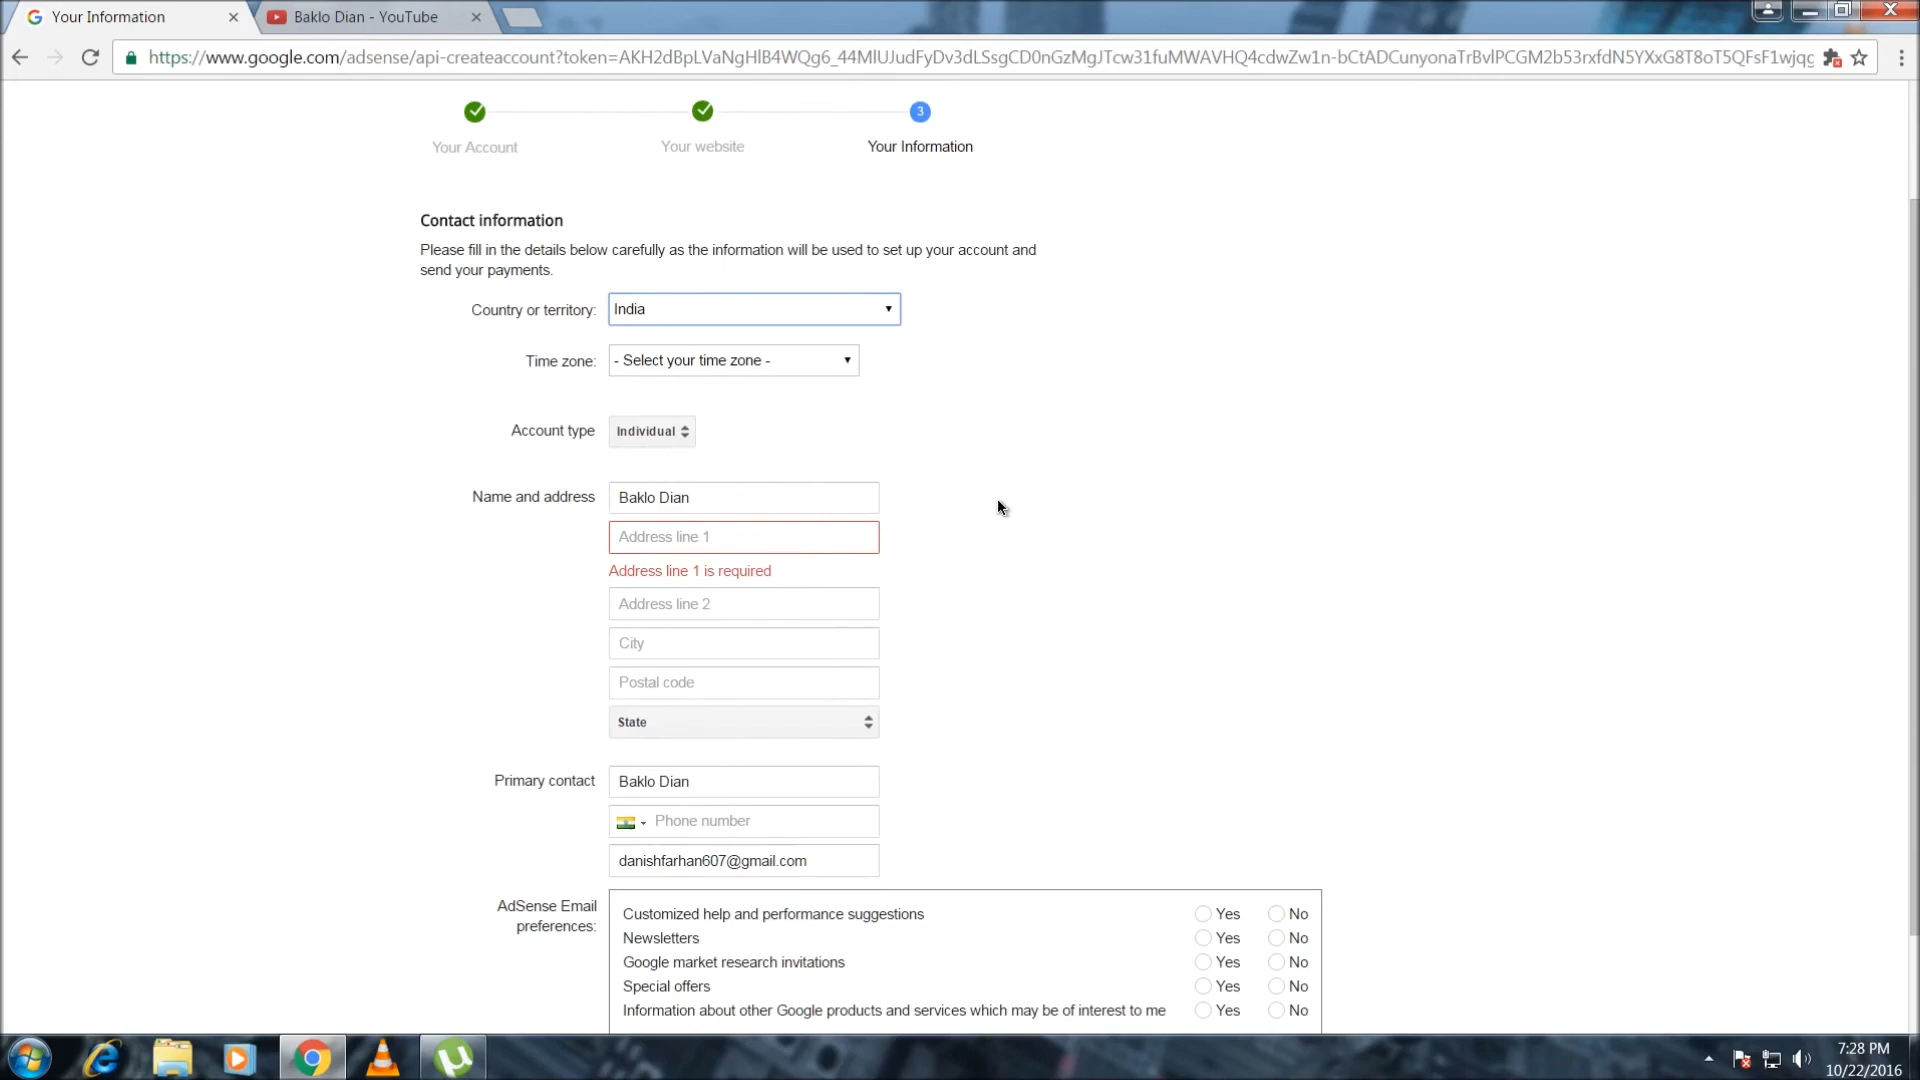 Your Information
Baklo Dian - YouTube
https://www.google.com/adsense/api-createaccount?token=AKH2dBpLVaNgHlB4WQg6_44MlUJudFyDv3dLSsgCD0nGzMgJTcw31fuMWAVHQ4cdwZw1n-bCtADCunyonaTrBvlPCGM2b53rxfdN5YXxG8T8oT5QFsF1wjqg
3
Your Account
Your website
Your Information
Contact information
Please fill in the details below carefully as the information will be used to set up your account and
send your payments.
Country or territory: India
Time zone: - Select your time zone -
Account type Individual
Name and address Baklo Dian
Address line 1
Address line 1 is required
Address line 2
City
Postal code
State
Primary contact Baklo Dian
Phone number
danishfarhan607@gmail.com
AdSense Email
preferences:
Customized help and performance suggestions Yes No
Newsletters Yes No
Google market research invitations Yes No
Special offers Yes No
Information about other Google products and services which may be of interest to me Yes No
7:28 PM
10/22/2016